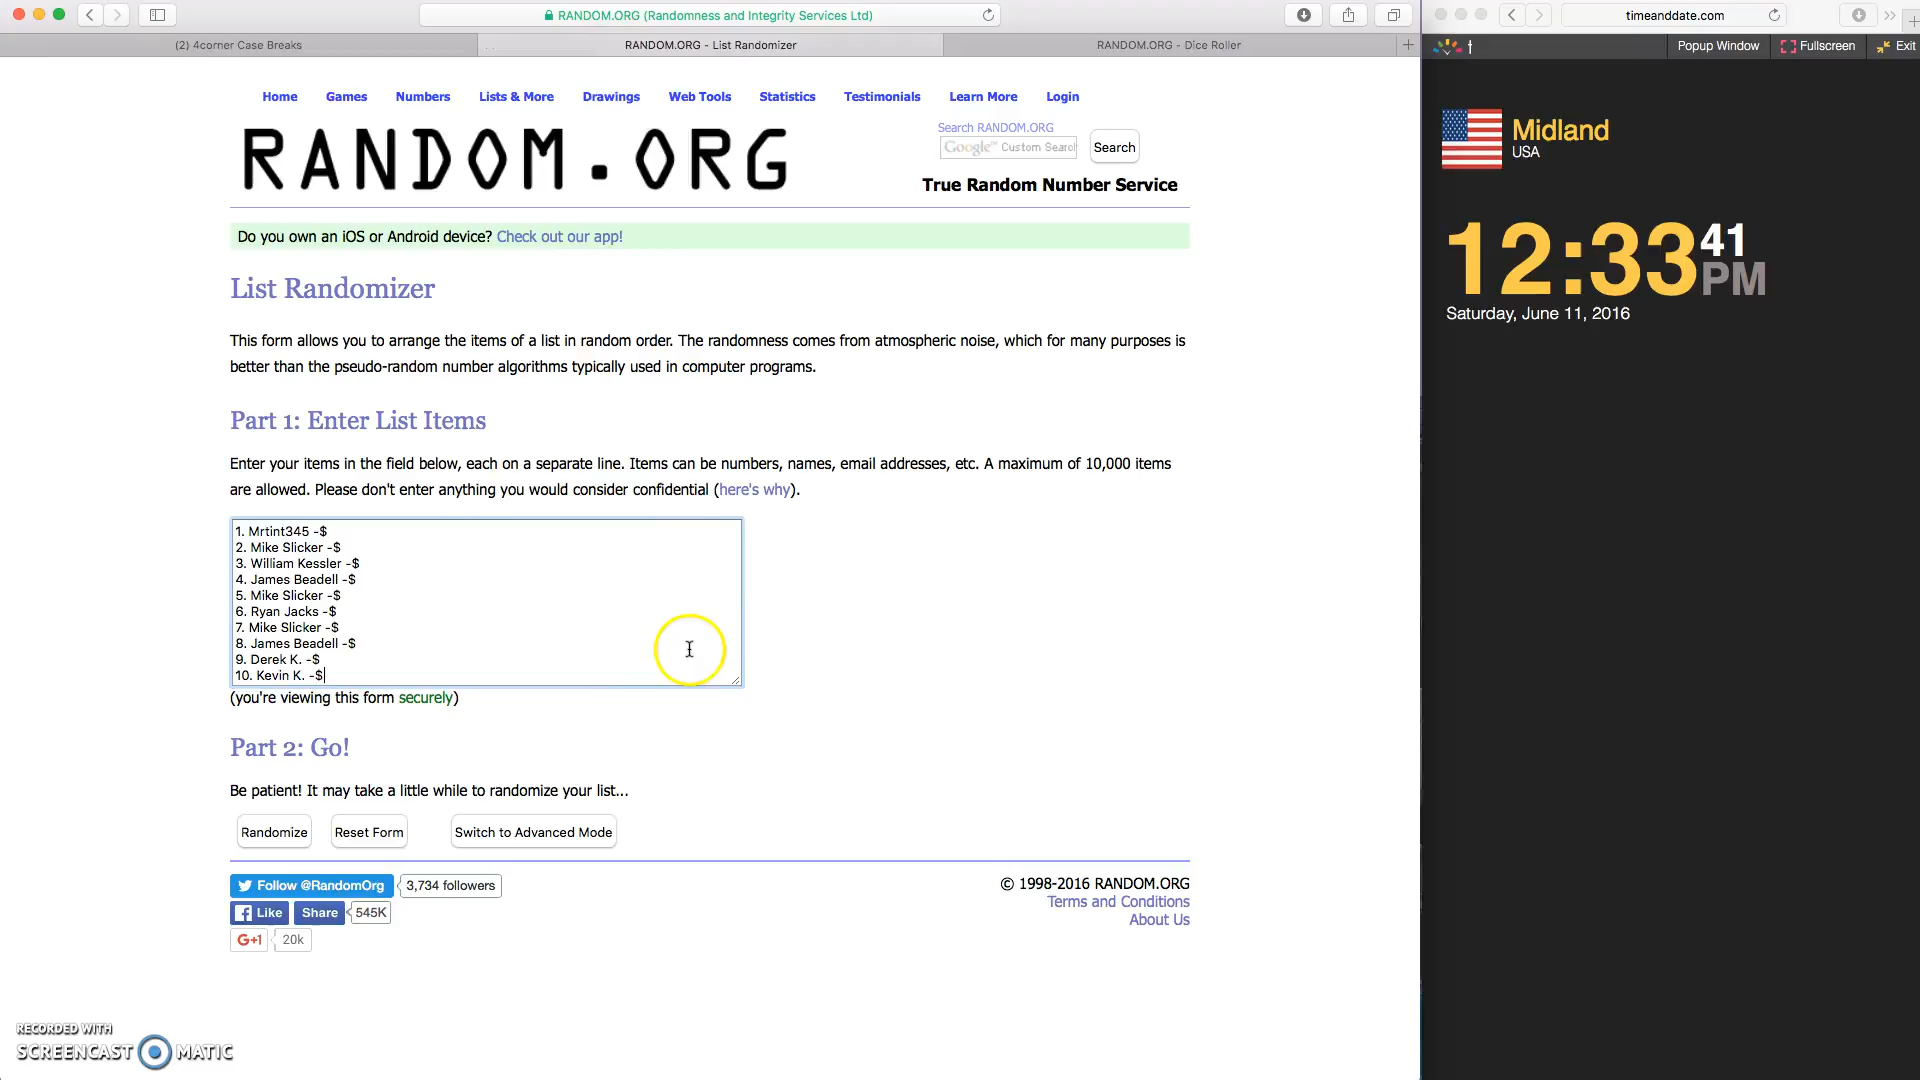 RANDOM.ORG (Randomness and Integrity Services Ltd)
(2) 4corner Case Breaks
RANDOM.ORG - List Randomizer
RANDOM.ORG - Dice Roller
Home Games Numbers Lists & More Drawings Web Tools Statistics Testimonials Learn More Login
RANDOM.ORG
Search RANDOM.ORG
Google™ Custom Search
Search
True Random Number Service
Do you own an iOS or Android device? Check out our app!
List Randomizer
This form allows you to arrange the items of a list in random order. The randomness comes from atmospheric noise, which for many purposes is
better than the pseudo-random number algorithms typically used in computer programs.
Part 1: Enter List Items
Enter your items in the field below, each on a separate line. Items can be numbers, names, email addresses, etc. A maximum of 10,000 items
are allowed. Please don't enter anything you would consider confidential (here's why).
1. Mrtint345 -$
2. Mike Slicker -$
3. William Kessler -$
4. James Beadell -$
5. Mike Slicker -$
6. Ryan Jacks -$
7. Mike Slicker -$
8. James Beadell -$
9. Derek K. -$
10. Kevin K. -$
(you're viewing this form securely)
Part 2: Go!
Be patient! It may take a little while to randomize your list...
Randomize Reset Form Switch to Advanced Mode
Follow @RandomOrg 3,734 followers
Like Share 545K
G+1 20k
© 1998-2016 RANDOM.ORG
Terms and Conditions
About Us
RECORDED WITH
SCREENCAST MATIC
timeanddate.com
t
Popup Window Fullscreen Exit
Midland
USA
12:33 41 PM
Saturday, June 11, 2016